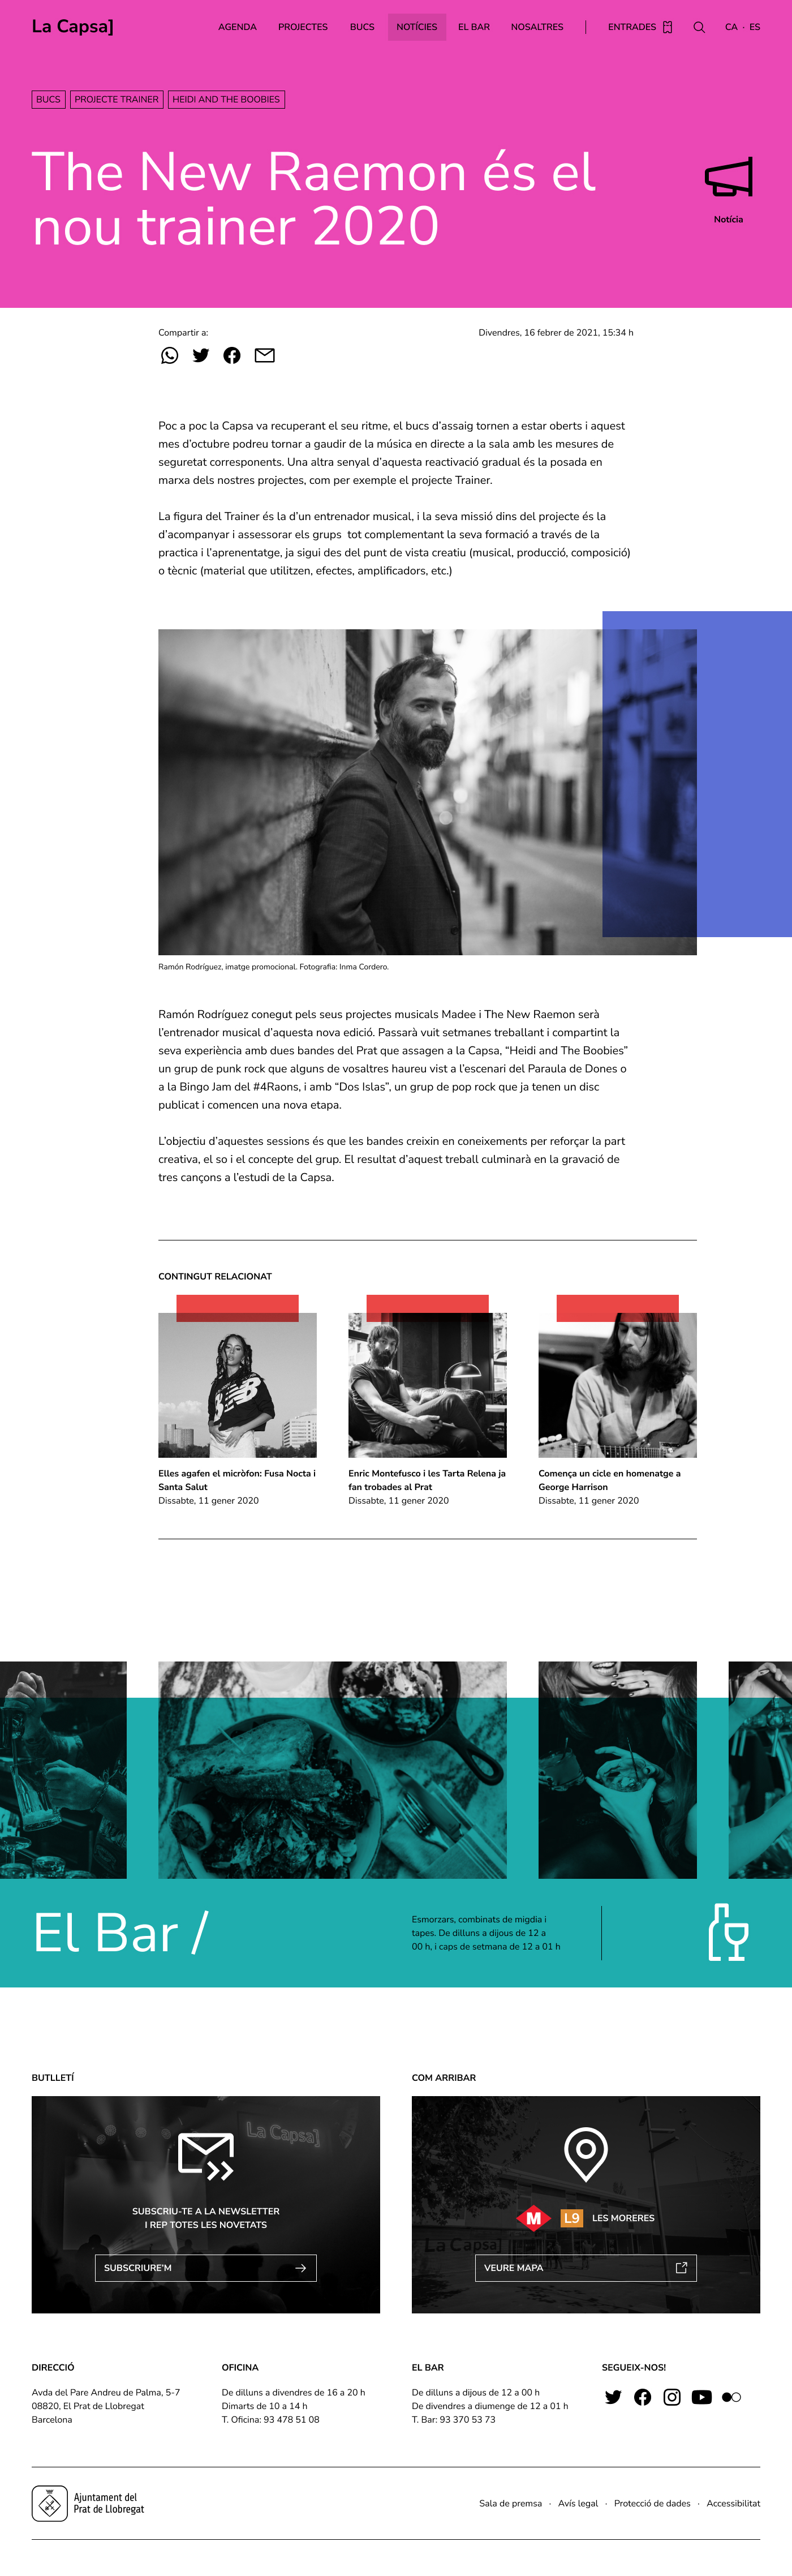 La Capsa]
AGENDA PROJECTES BUCS NOTÍCIES EL BAR NOSALTRES ENTRADES CA · ES
BUCS PROJECTE TRAINER HEIDI AND THE BOOBIES
The New Raemon és el
nou trainer 2020
Notícia
Compartir a:
Divendres, 16 febrer de 2021, 15:34 h
Poc a poc la Capsa va recuperant el seu ritme, el bucs d’assaig tornen a estar oberts i aquest
mes d’octubre podreu tornar a gaudir de la música en directe a la sala amb les mesures de
seguretat corresponents. Una altra senyal d’aquesta reactivació gradual és la posada en
marxa dels nostres projectes, com per exemple el projecte Trainer.
La figura del Trainer és la d’un entrenador musical, i la seva missió dins del projecte és la
d’acompanyar i assessorar els grups tot complementant la seva formació a través de la
practica i l’aprenentatge, ja sigui des del punt de vista creatiu (musical, producció, composició)
o tècnic (material que utilitzen, efectes, amplificadors, etc.)
Ramón Rodríguez, imatge promocional. Fotografia: Inma Cordero.
Ramón Rodríguez conegut pels seus projectes musicals Madee i The New Raemon serà
l’entrenador musical d’aquesta nova edició. Passarà vuit setmanes treballant i compartint la
seva experiència amb dues bandes del Prat que assagen a la Capsa, “Heidi and The Boobies”
un grup de punk rock que alguns de vosaltres haureu vist a l’escenari del Paraula de Dones o
a la Bingo Jam del #4Raons, i amb “Dos Islas”, un grup de pop rock que ja tenen un disc
publicat i comencen una nova etapa.
L’objectiu d’aquestes sessions és que les bandes creixin en coneixements per reforçar la part
creativa, el so i el concepte del grup. El resultat d’aquest treball culminarà en la gravació de
tres cançons a l’estudi de la Capsa.
CONTINGUT RELACIONAT
Elles agafen el micròfon: Fusa Nocta i
Santa Salut
Dissabte, 11 gener 2020
Enric Montefusco i les Tarta Relena ja
fan trobades al Prat
Dissabte, 11 gener 2020
Comença un cicle en homenatge a
George Harrison
Dissabte, 11 gener 2020
El Bar /
Esmorzars, combinats de migdia i
tapes. De dilluns a dijous de 12 a
00 h, i caps de setmana de 12 a 01 h
BUTLLETÍ
La Capsa]
SUBSCRIU-TE A LA NEWSLETTER
I REP TOTES LES NOVETATS
SUBSCRIURE'M
COM ARRIBAR
M L9 LES MORERES
La Capsa]
VEURE MAPA
DIRECCIÓ
Avda del Pare Andreu de Palma, 5-7
08820, El Prat de Llobregat
Barcelona
OFICINA
De dilluns a divendres de 16 a 20 h
Dimarts de 10 a 14 h
T. Oficina: 93 478 51 08
EL BAR
De dilluns a dijous de 12 a 00 h
De divendres a diumenge de 12 a 01 h
T. Bar: 93 370 53 73
SEGUEIX-NOS!
Ajuntament del
Prat de Llobregat
Sala de premsa · Avís legal · Protecció de dades · Accessibilitat